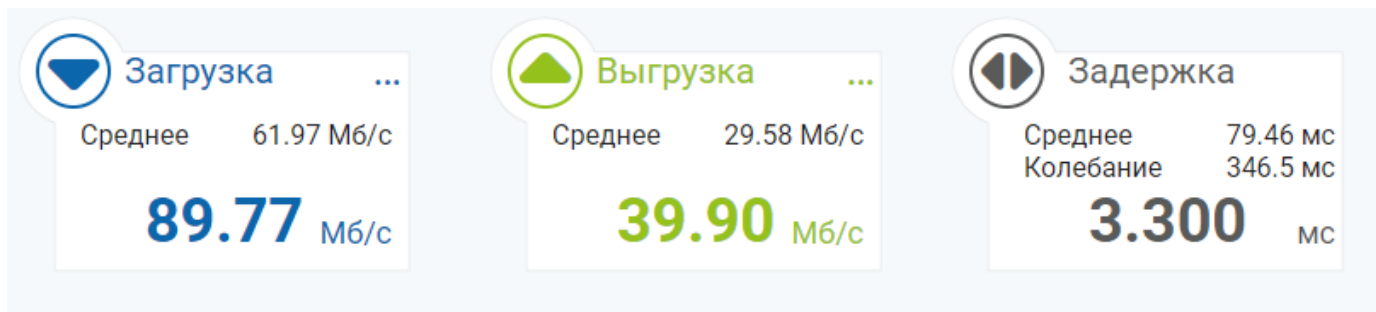 Загрузка ...
Среднее 61.97 Мб/с
89.77 Мб/с
Выгрузка ...
Среднее 29.58 Мб/с
39.90 Мб/с
Задержка
Среднее 79.46 мс
Колебание 346.5 мс
3.300 мс